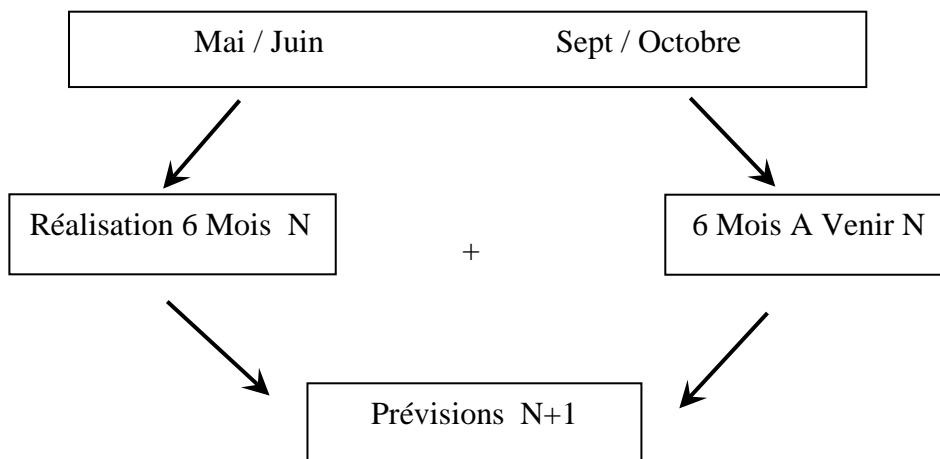 Mai / Juin Sept / Octobre
Réalisation 6 Mois N 6 Mois A Venir N
+
Prévisions N+1